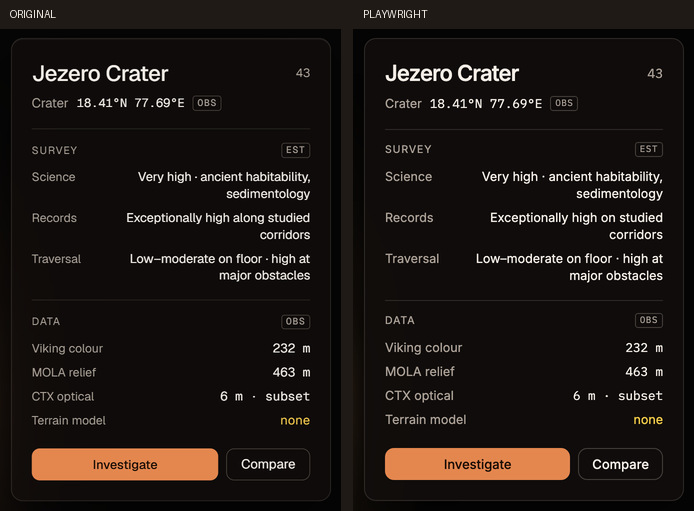 ORIGINAL
Jezero Crater 43
Crater 18.41°N 77.69°E OBS
SURVEY EST
Science Very high · ancient habitability,
sedimentology
Records Exceptionally high along studied
corridors
Traversal Low–moderate on floor · high at
major obstacles
DATA OBS
Viking colour 232 m
MOLA relief 463 m
CTX optical 6 m · subset
Terrain model none
Investigate Compare
PLAYWRIGHT
Jezero Crater 43
Crater 18.41°N 77.69°E OBS
SURVEY EST
Science Very high · ancient habitability,
sedimentology
Records Exceptionally high on studied
corridors
Traversal Low–moderate on floor · high at
major obstacles
DATA OBS
Viking colour 232 m
MOLA relief 463 m
CTX optical 6 m · subset
Terrain model none
Investigate Compare